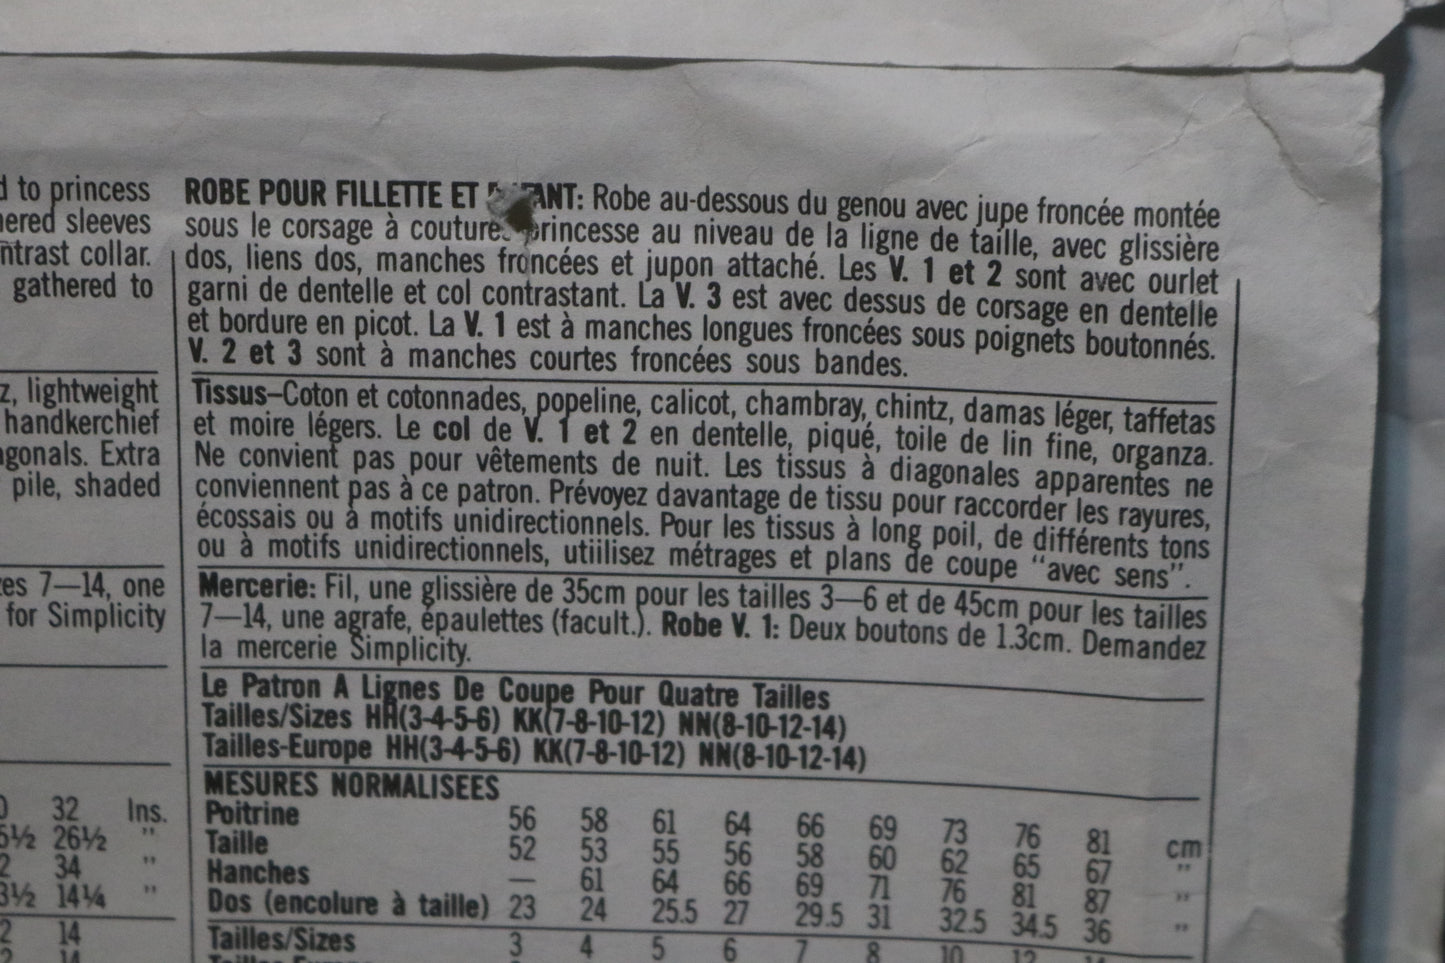 to princess
sleeves
collar.
gathered to
lightweight
handkerchief
Extra
pile, shaded
7—14, one
for Simplicity
32 Ins.
26½ "
34 "
14¼ "
14
14
ROBE POUR FILLETTE ET Robe au-dessous du genou avec jupe froncée montée
sous le corsage à coutures princesse au niveau de la ligne de taille, avec glissière
dos, liens dos, manches froncées et jupon attaché. Les V. 1 et 2 sont avec ourlet
garni de dentelle et col contrastant. La V. 3 est avec dessus de corsage en dentelle
et bordure en picot. La V. 1 est à manches longues froncées sous poignets boutonnés.
V. 2 et 3 sont à manches courtes froncées sous bandes.
Tissus–Coton et cotonnades, popeline, calicot, chambray, chintz, damas léger, taffetas
et moire légers. Le col de V. 1 et 2 en dentelle, piqué, toile de lin fine, organza.
Ne convient pas pour vêtements de nuit. Les tissus à diagonales apparentes ne
conviennent pas à ce patron. Prévoyez davantage de tissu pour raccorder les rayures,
écossais ou à motifs unidirectionnels. Pour les tissus à long poil, de différents tons
ou à motifs unidirectionnels, utiilisez métrages et plans de coupe "avec sens".
Mercerie: Fil, une glissière de 35cm pour les tailles 3—6 et de 45cm pour les tailles
7—14, une agrafe, épaulettes (facult.). Robe V. 1: Deux boutons de 1.3cm. Demandez
la mercerie Simplicity.
Le Patron A Lignes De Coupe Pour Quatre Tailles
Tailles/Sizes HH(3-4-5-6) KK(7-8-10-12) NN(8-10-12-14)
Tailles-Europe HH(3-4-5-6) KK(7-8-10-12) NN(8-10-12-14)
MESURES NORMALISEES
Poitrine 56 58 61 64 66 69 73 76 81 cm
Taille 52 53 55 56 58 60 62 65 67 "
Hanches — 61 64 66 69 71 76 81 87 "
Dos (encolure à taille) 23 24 25.5 27 29.5 31 32.5 34.5 36 "
Tailles/Sizes 3 4 5 6 7 8 10 12 14